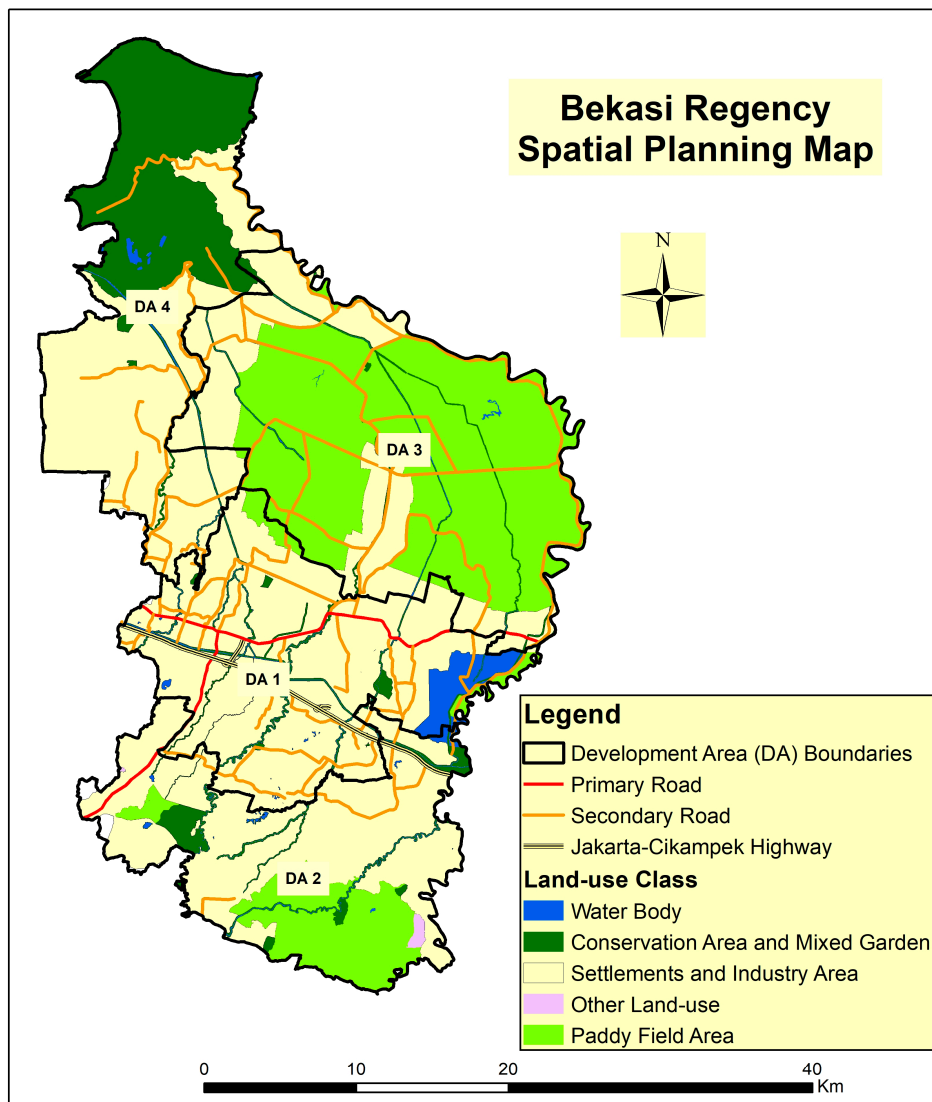 Bekasi Regency
Spatial Planning Map
N
DA 4
DA 3
DA 1
DA 2
Legend
Development Area (DA) Boundaries
Primary Road
Secondary Road
Jakarta-Cikampek Highway
Land-use Class
Water Body
Conservation Area and Mixed Garden
Settlements and Industry Area
Other Land-use
Paddy Field Area
0 10 20 40
Km